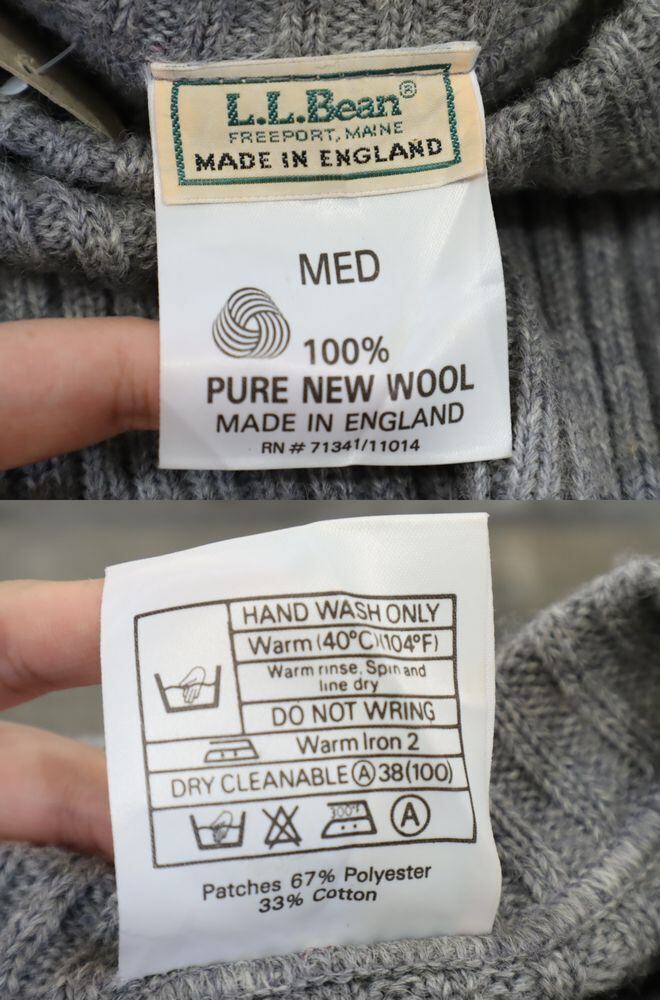 L.L.Bean®
FREEPORT, MAINE
MADE IN ENGLAND
MED
100%
PURE NEW WOOL
MADE IN ENGLAND
RN # 71341/11014
HAND WASH ONLY
Warm (40°C)(104°F)
Warm rinse. Spin and
line dry
DO NOT WRING
Warm Iron 2
DRY CLEANABLE Ⓐ 38(100)
300°F A
Patches 67% Polyester
33% Cotton